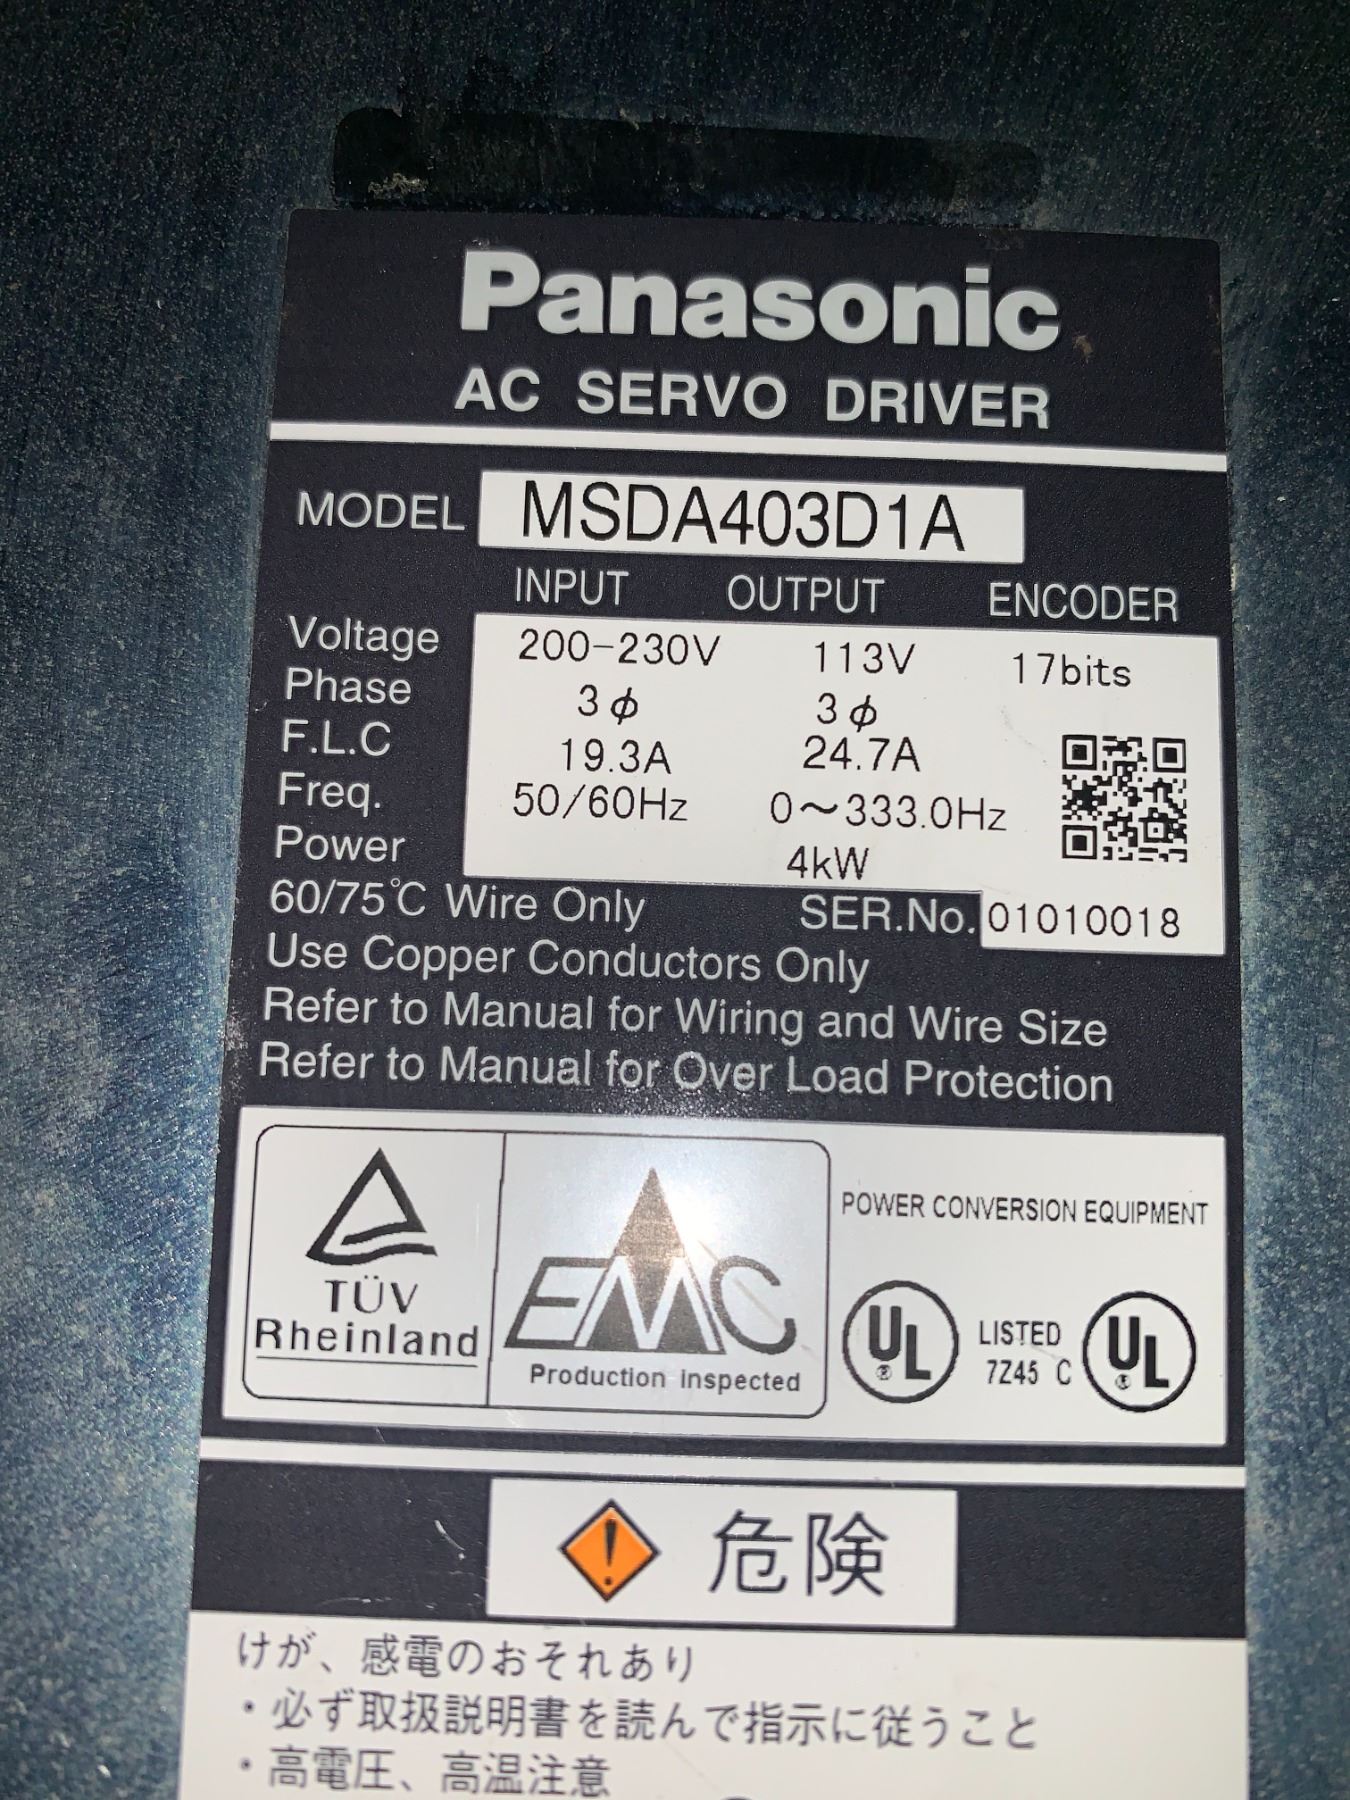 Panasonic
AC SERVO DRIVER
MODEL MSDA403D1A
INPUT OUTPUT ENCODER
Voltage 200-230V 113V 17bits
Phase 3φ 3φ
F.L.C 19.3A 24.7A
Freq. 50/60Hz 0～333.0Hz
Power 4kW
60/75℃ Wire Only SER.No. 01010018
Use Copper Conductors Only
Refer to Manual for Wiring and Wire Size
Refer to Manual for Over Load Protection
TÜV
Rheinland
EMC
Production inspected
POWER CONVERSION EQUIPMENT
UL® LISTED UL®
7Z45 C
危険
けが、感電のおそれあり
・必ず取扱説明書を読んで指示に従うこと
・高電圧、高温注意